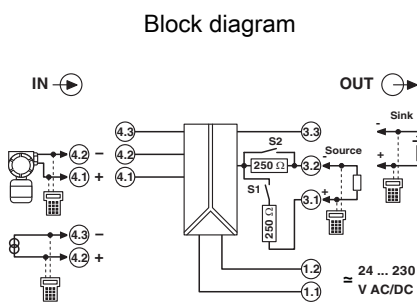 Block diagram
IN
OUT
Sink
4.3
3.3
S2
4.2 –
4.2
250 Ω
3.2
Source
-
-
4.1 +
4.1
S1
+
+
3.1
250 Ω
4.3 –
4.2 +
1.2
≂ 24 ... 230
1.1
V AC/DC